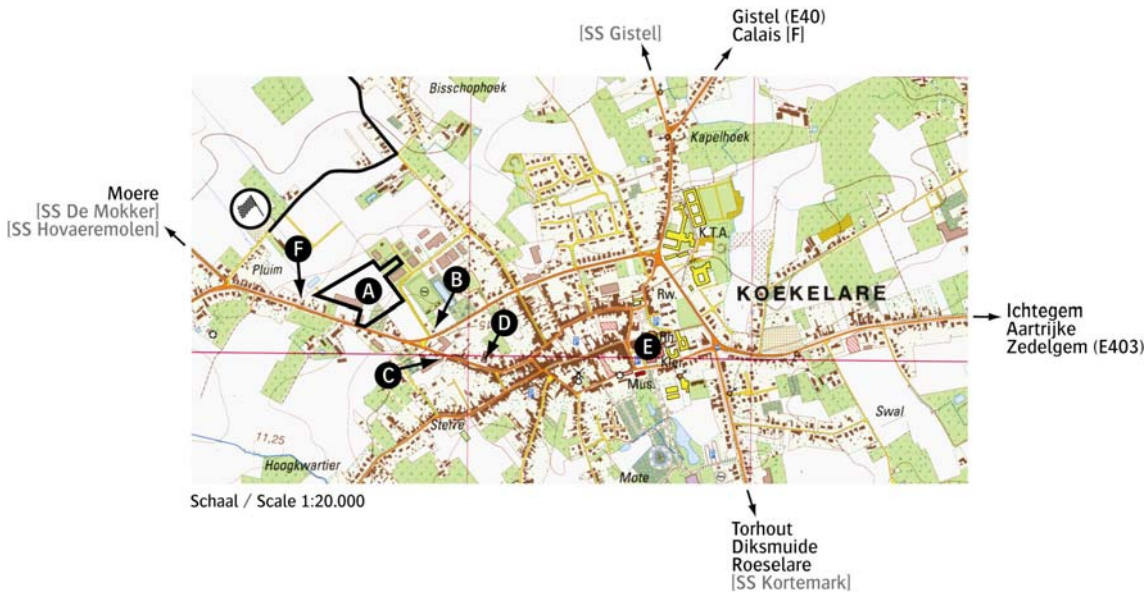 [SS Gistel]
Gistel (E40)
Calais [F]
Bisschophoek
Kapelhoek
Moere
[SS De Mokker]
[SS Hovaeremolen]
F
Pluim
A
B
K.T.A.
Rw.
KOEKELARE
D
E
C
Mus.
Ichtegem
Aartrijke
Zedelgem (E403)
Sterre
Swal
11,25
Hoogkwartier
Mote
Schaal / Scale 1:20.000
Torhout
Diksmuide
Roeselare
[SS Kortemark]